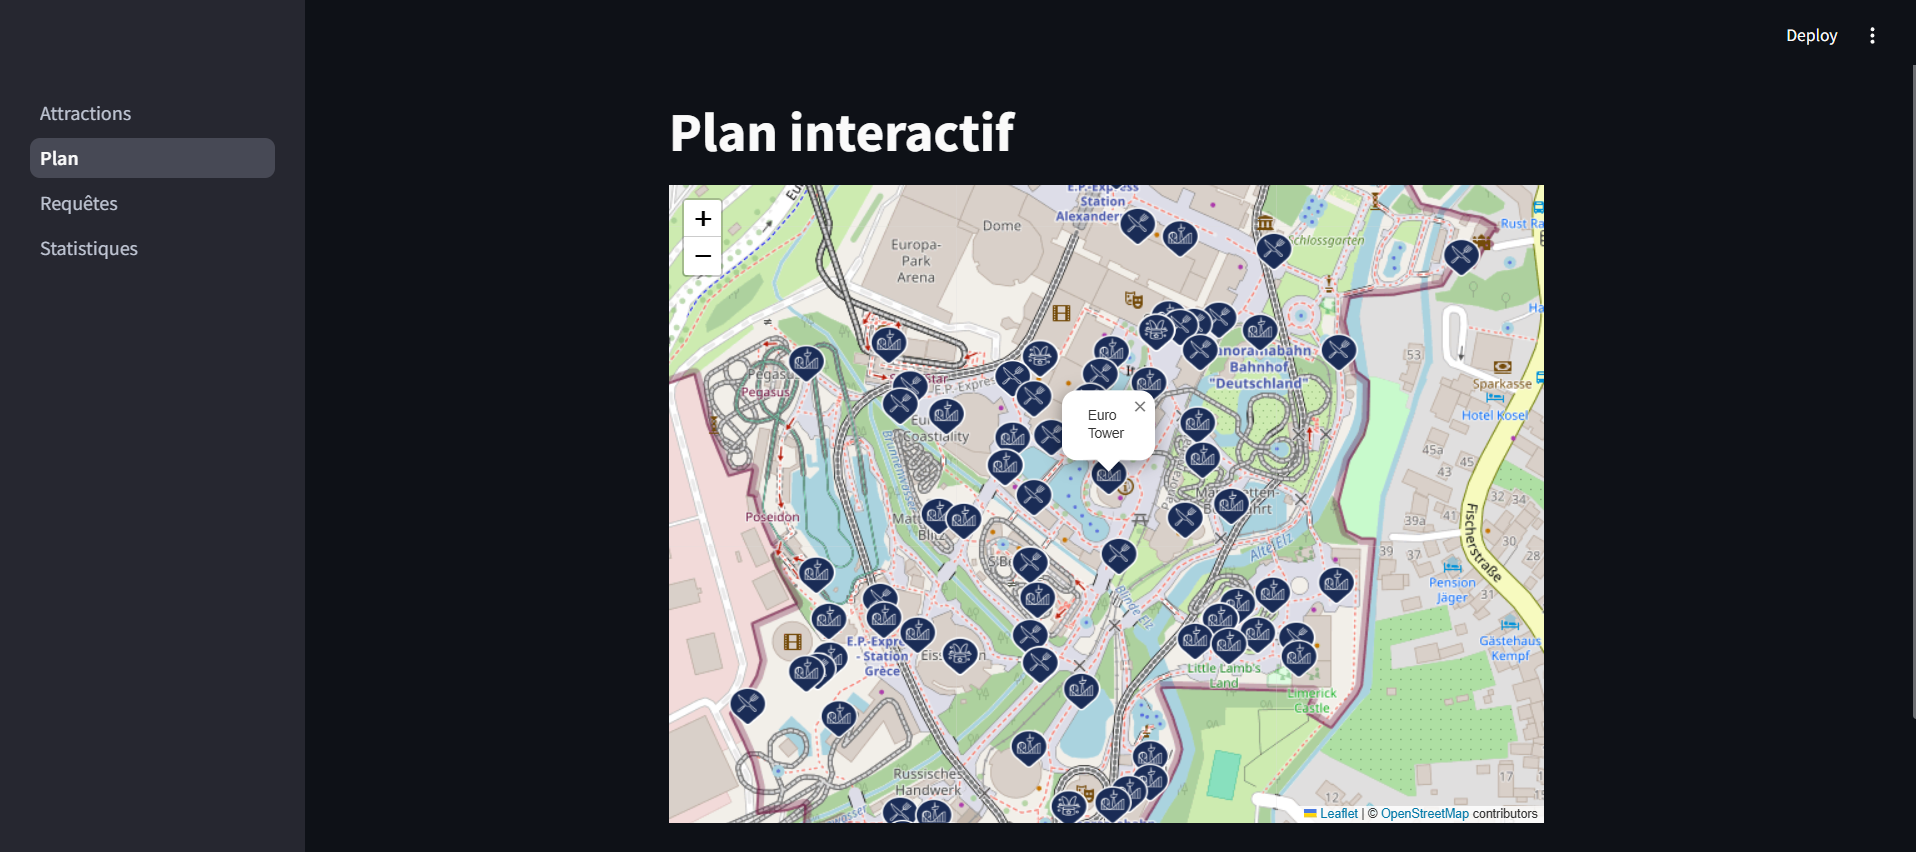 Deploy
Attractions
Plan
Requêtes
Statistiques
Plan interactif
+
−
E.P.-Express
Station
Dome
Europa-
Park
Arena
Schlossgarten
Rust
Bahnhof
"Deutschland"
53
Sparkasse
Hotel Kosel
Pegasus
E.P.-Express
Coastiality
Euro
Tower
45a
45
43
41
32
34
39a
30
28
39
37
Fischerstraße
Poseidon
Alte Elz
Blinde Elz
Pension
Jäger
31
Gästehaus
Kempf
- Station
Grèce
Little Lamb's
Land
Limerick
Castle
Russisches
Handwerk
17
12
Leaflet | © OpenStreetMap contributors